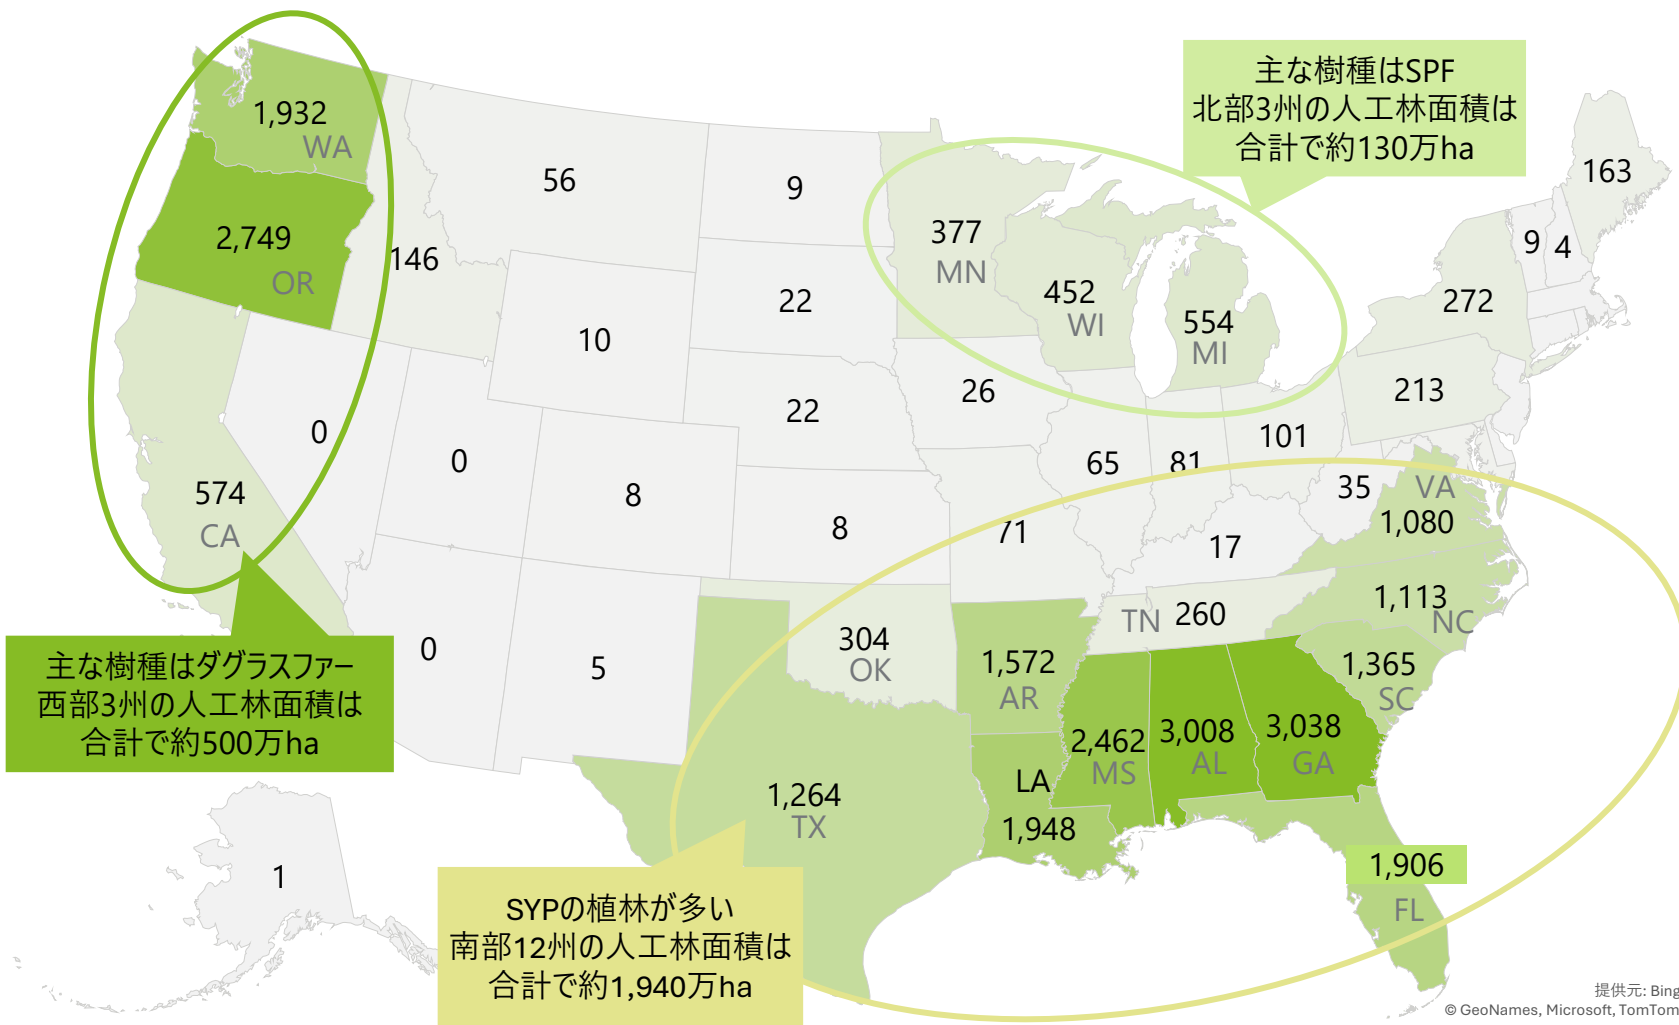 主な樹種はSPF
北部3州の人工林面積は
合計で約130万ha
1,932
WA
56
9
163
2,749
OR
146
377
MN
9
4
22
452
WI
554
MI
272
10
26
213
22
0
0
101
65
81
574
CA
8
35
VA
1,080
8
71
17
主な樹種はダグラスファー
西部3州の人工林面積は
合計で約500万ha
0
5
304
OK
1,572
AR
TN 260
1,113
NC
1,365
SC
2,462
MS
3,008
AL
3,038
GA
1,264
TX
LA
1,948
1,906
FL
1
SYPの植林が多い
南部12州の人工林面積は
合計で約1,940万ha
提供元: Bing
© GeoNames, Microsoft, TomTom